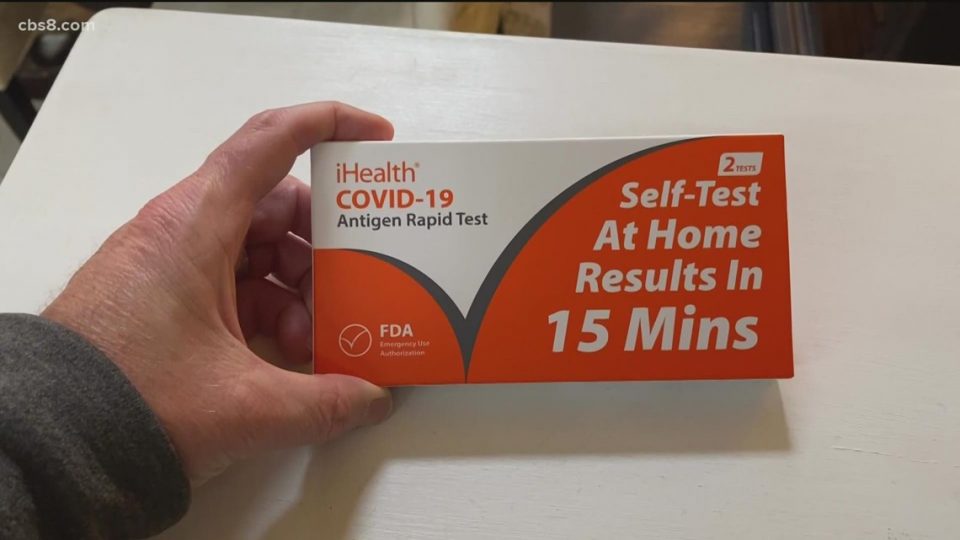 cbs8.com
iHealth®
COVID-19
Antigen Rapid Test
FDA
Emergency Use
Authorization
2 TESTS
Self-Test
At Home
Results In
15 Mins